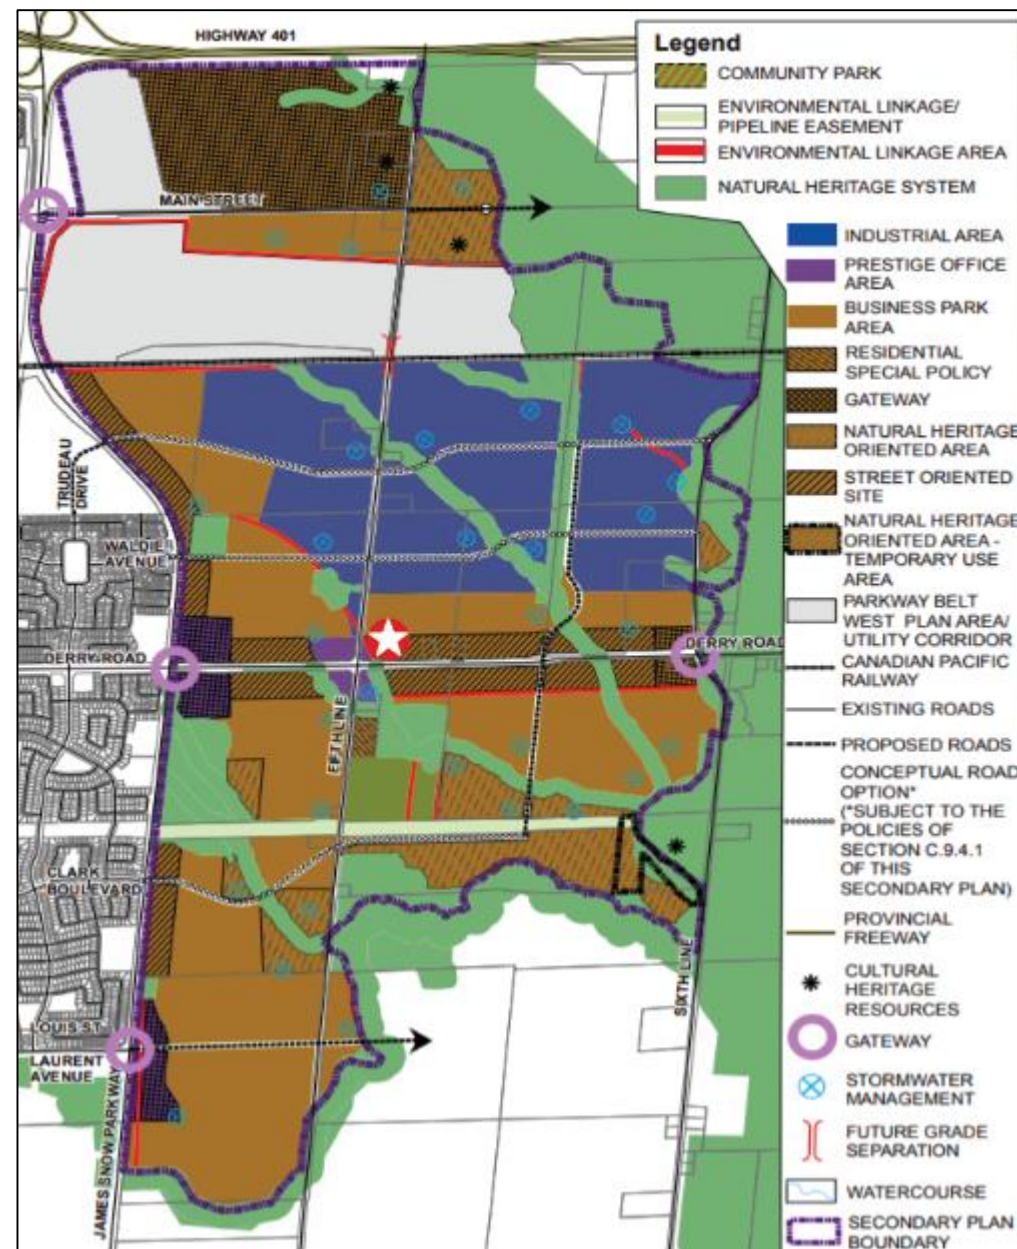 HIGHWAY 401
MAIN STREET
TRUDEAU
DRIVE
WALDIE
AVENUE
DERRY ROAD
DERRY ROAD
FIFTH LINE
CLARK
BOULEVARD
SIXTH LINE
LOUIS ST.
LAURENT
AVENUE
JAMES SNOW PARKWAY
Legend
COMMUNITY PARK
ENVIRONMENTAL LINKAGE/
PIPELINE EASEMENT
ENVIRONMENTAL LINKAGE AREA
NATURAL HERITAGE SYSTEM
INDUSTRIAL AREA
PRESTIGE OFFICE
AREA
BUSINESS PARK
AREA
RESIDENTIAL
SPECIAL POLICY
GATEWAY
NATURAL HERITAGE
ORIENTED AREA
STREET ORIENTED
SITE
NATURAL HERITAGE
ORIENTED AREA -
TEMPORARY USE
AREA
PARKWAY BELT
WEST PLAN AREA/
UTILITY CORRIDOR
CANADIAN PACIFIC
RAILWAY
EXISTING ROADS
PROPOSED ROADS
CONCEPTUAL ROAD
OPTION*
(*SUBJECT TO THE
POLICIES OF
SECTION C.9.4.1
OF THIS
SECONDARY PLAN)
PROVINCIAL
FREEWAY
CULTURAL
HERITAGE
RESOURCES
GATEWAY
STORMWATER
MANAGEMENT
FUTURE GRADE
SEPARATION
WATERCOURSE
SECONDARY PLAN
BOUNDARY